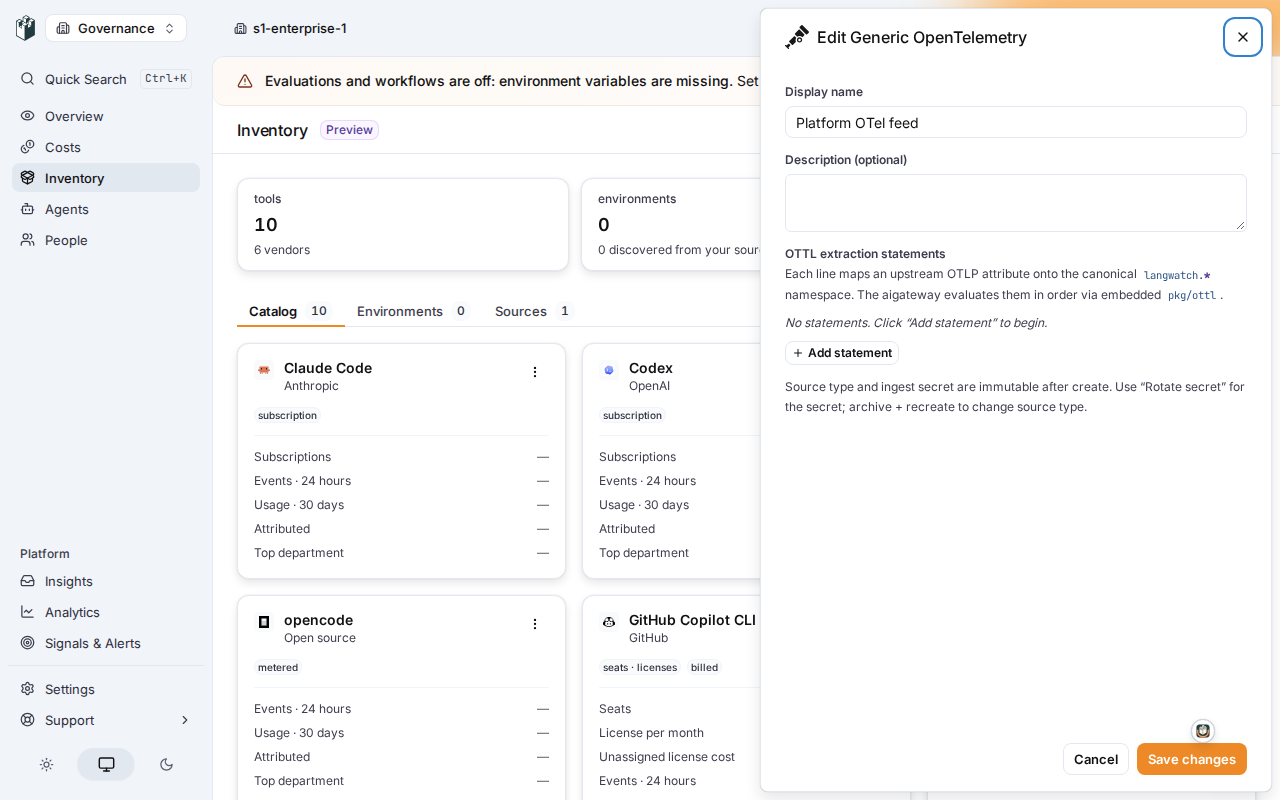 Governance
s1-enterprise-1
Quick Search
Ctrl+K
Overview
Costs
Inventory
Agents
People
Platform
Insights
Analytics
Signals & Alerts
Settings
Support
Evaluations and workflows are off: environment variables are missing. Set
Inventory
Preview
tools
10
6 vendors
environments
0
0 discovered from your
Catalog 10
Environments 0
Sources 1
Claude Code
Anthropic
subscription
Subscriptions —
Events · 24 hours —
Usage · 30 days —
Attributed —
Top department —
Codex
OpenAI
subscription
Subscriptions
Events · 24 hours
Usage · 30 days
Attributed
Top department
opencode
Open source
metered
Events · 24 hours —
Usage · 30 days —
Attributed —
Top department —
GitHub Copilot CLI
GitHub
seats · licenses billed
Seats
License per month
Unassigned license cost
Events · 24 hours
Edit Generic OpenTelemetry
Display name
Platform OTel feed
Description (optional)
OTTL extraction statements
Each line maps an upstream OTLP attribute onto the canonical langwatch.*
namespace. The aigateway evaluates them in order via embedded pkg/ottl .
No statements. Click “Add statement” to begin.
+ Add statement
Source type and ingest secret are immutable after create. Use “Rotate secret” for
the secret; archive + recreate to change source type.
Cancel
Save changes